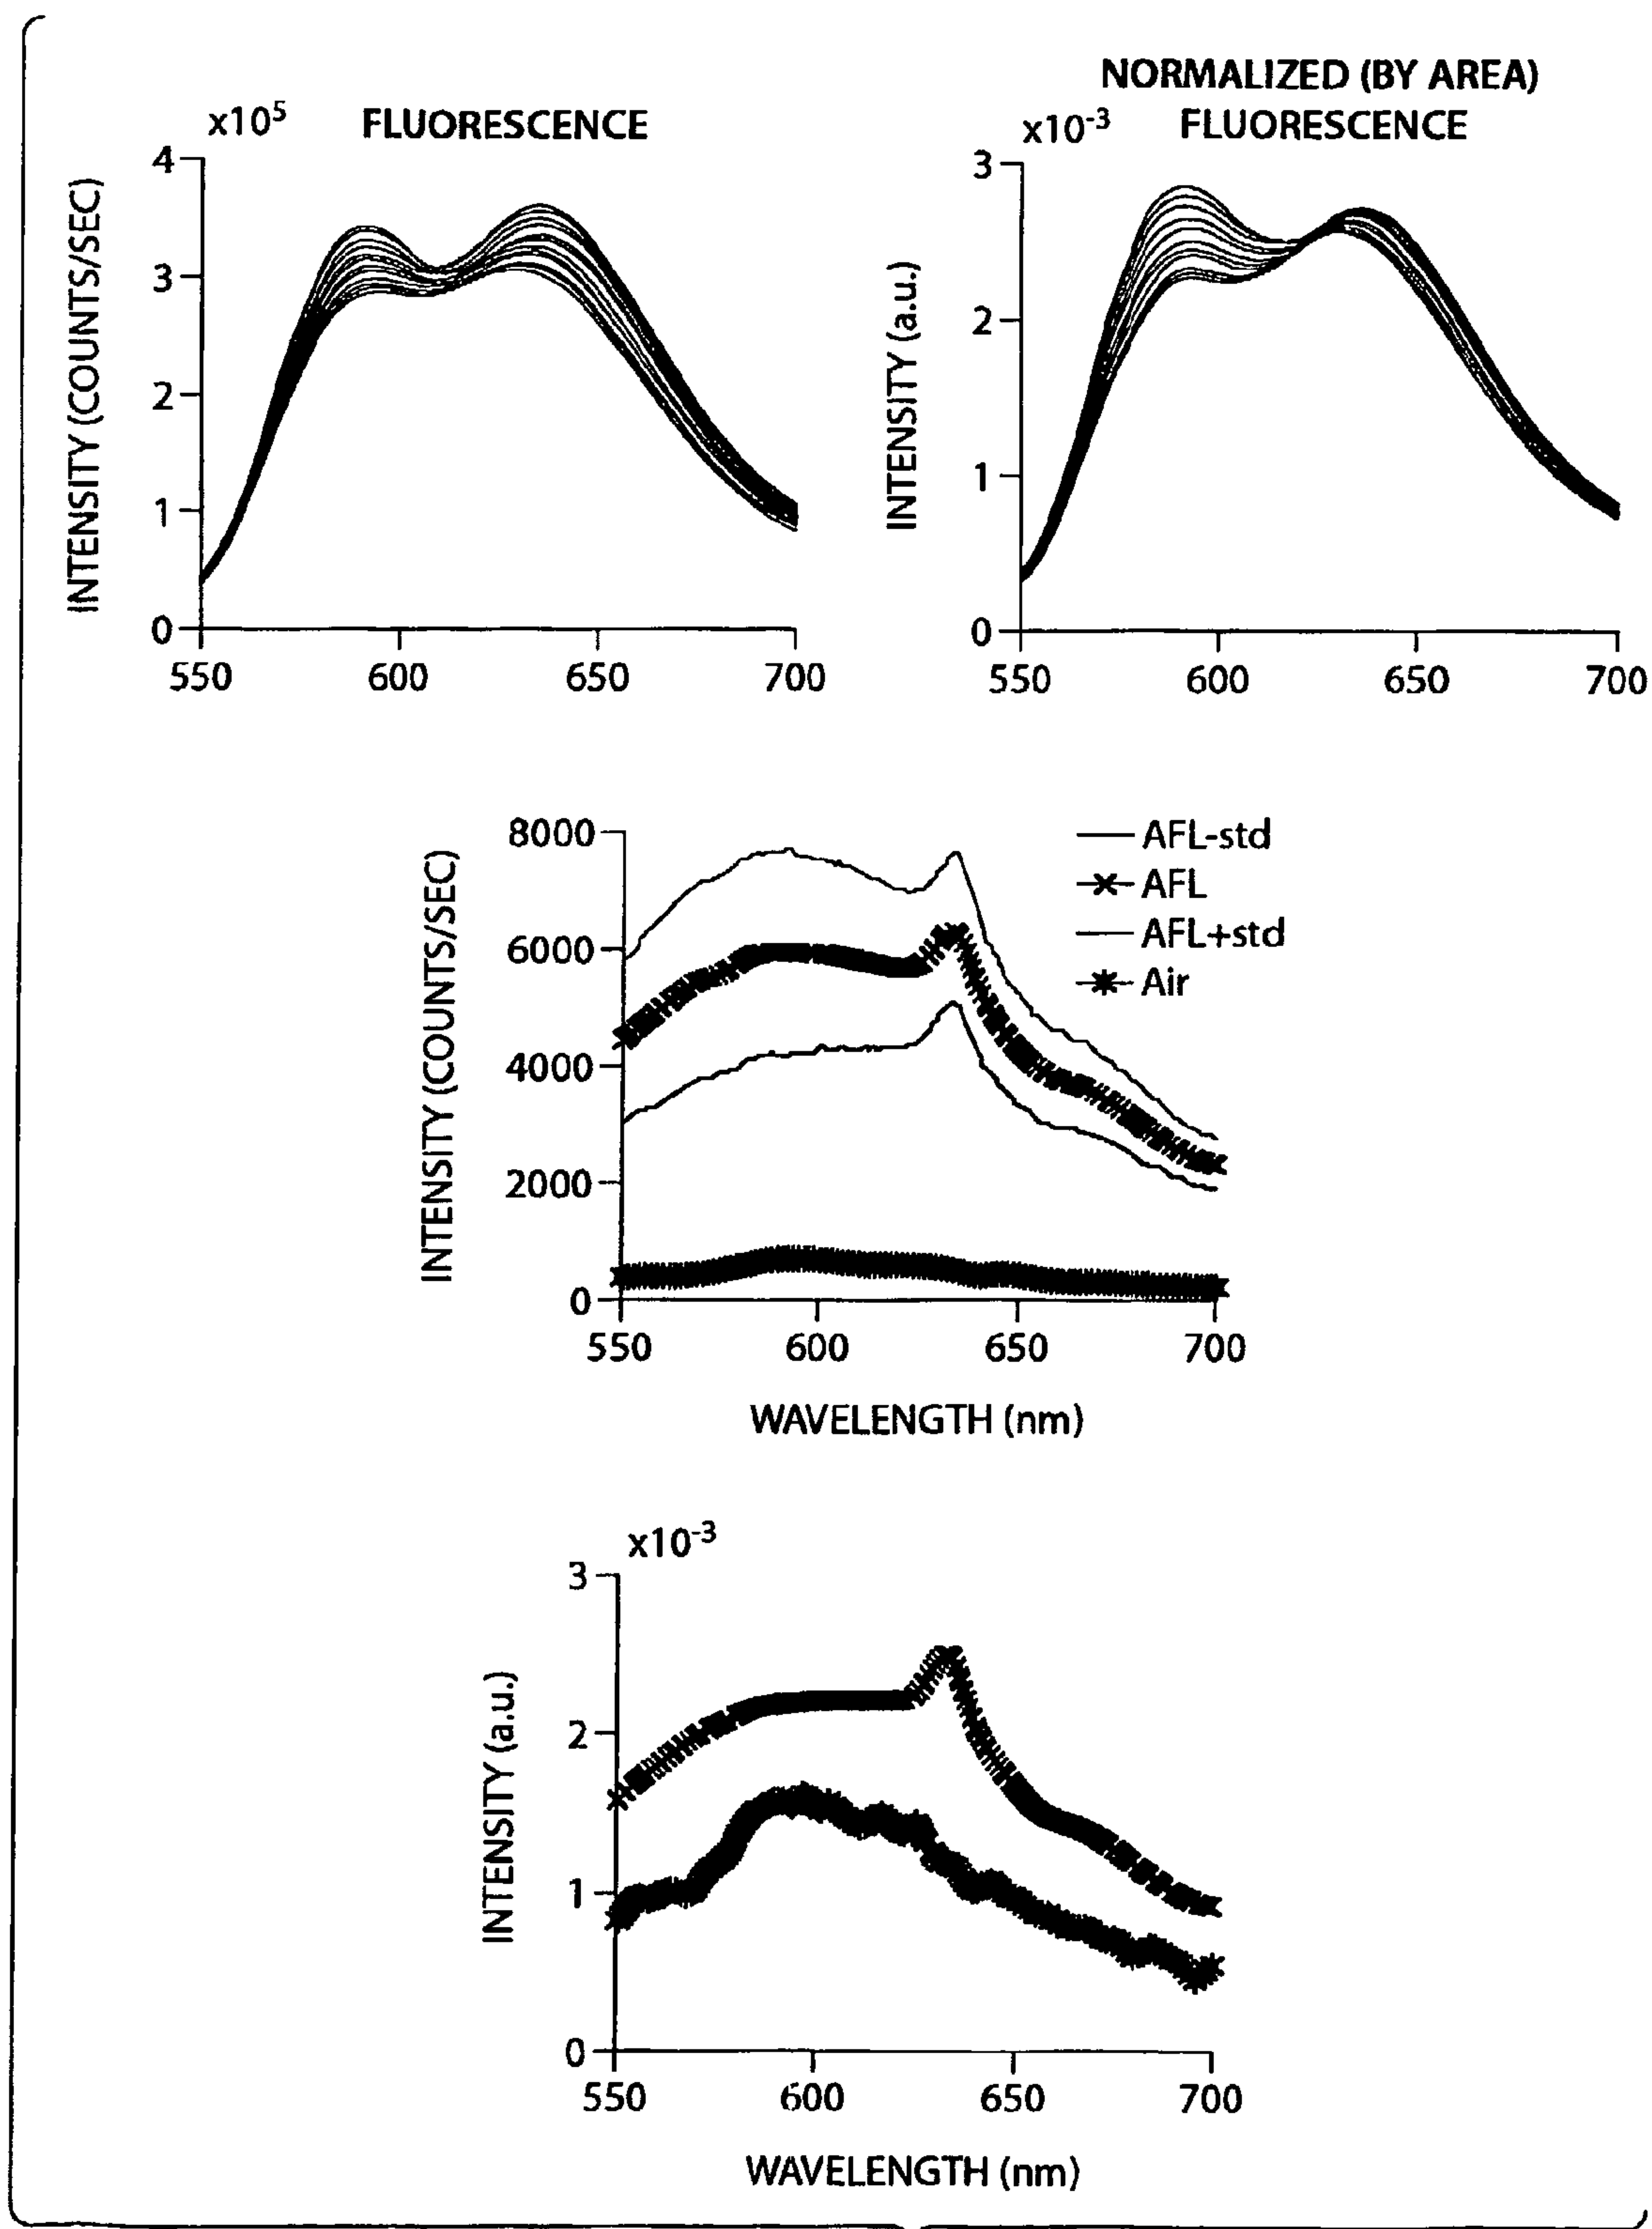 x10⁵ FLUORESCENCE
INTENSITY (COUNTS/SEC)
4
3
2
1
0
550 600 650 700
NORMALIZED (BY AREA)
x10⁻³ FLUORESCENCE
INTENSITY (a.u.)
3
2
1
0
550 600 650 700
INTENSITY (COUNTS/SEC)
8000
6000
4000
2000
0
550 600 650 700
WAVELENGTH (nm)
AFL-std
AFL
AFL+std
Air
x10⁻³
INTENSITY (a.u.)
3
2
1
0
550 600 650 700
WAVELENGTH (nm)